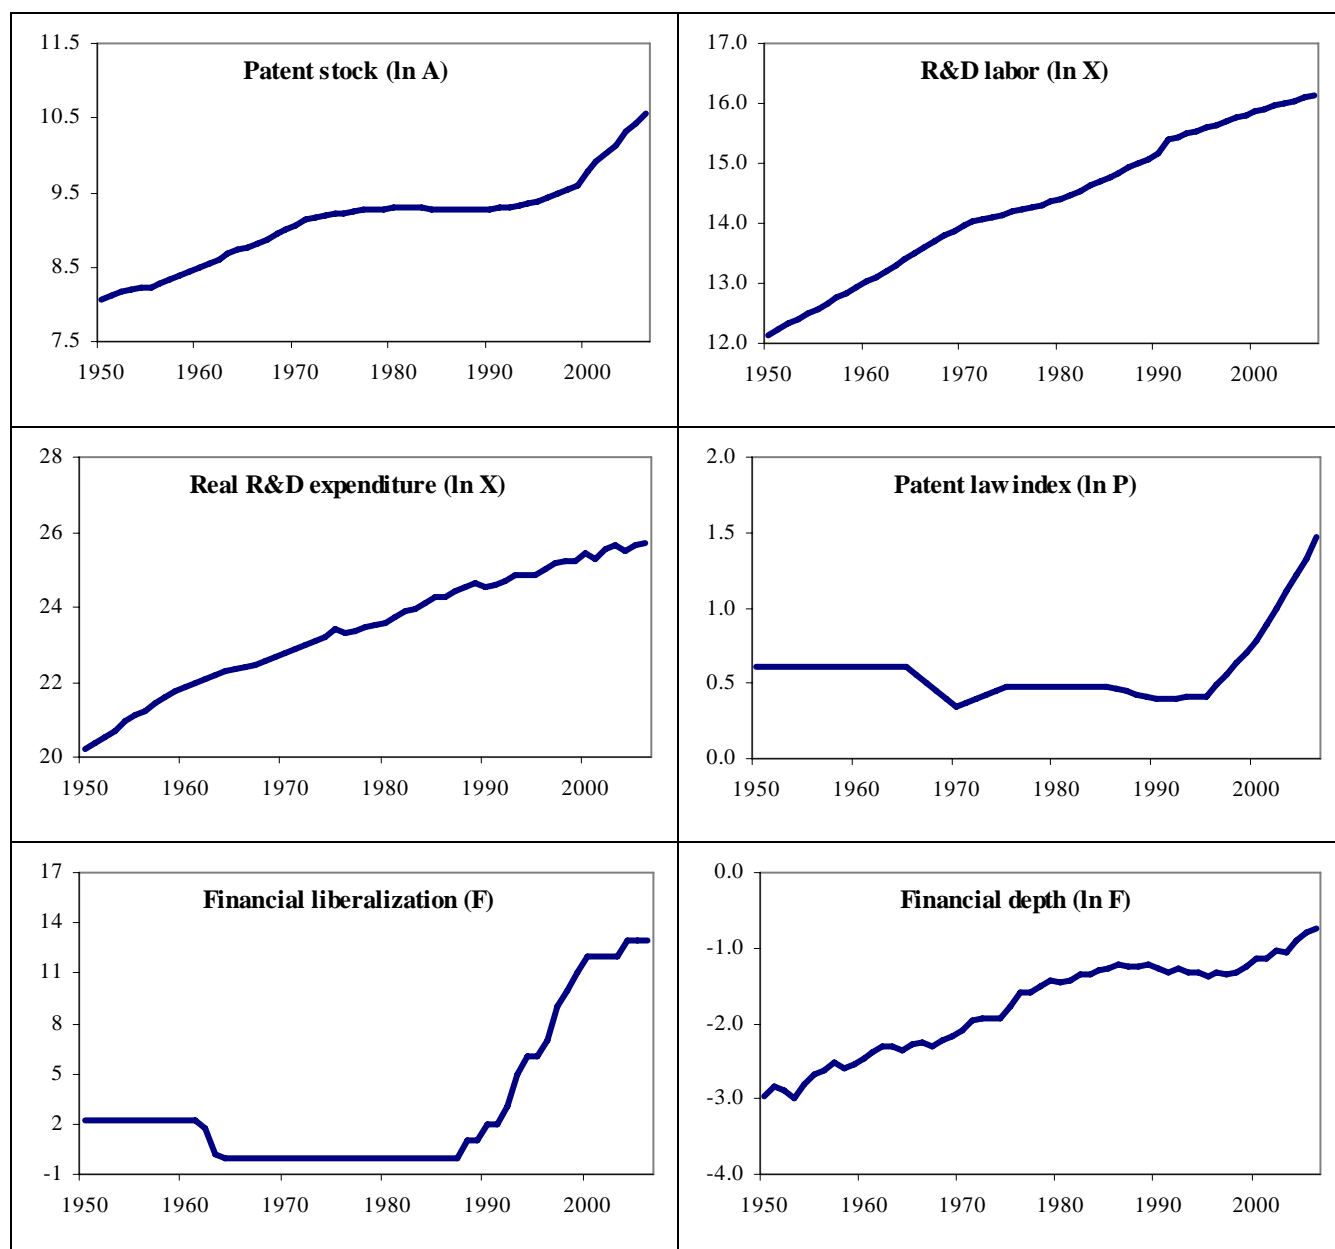 Patent stock (ln A)
11.5
10.5
9.5
8.5
7.5
1950 1960 1970 1980 1990 2000
R&D labor (ln X)
17.0
16.0
15.0
14.0
13.0
12.0
1950 1960 1970 1980 1990 2000
Real R&D expenditure (ln X)
28
26
24
22
20
1950 1960 1970 1980 1990 2000
Patent law index (ln P)
2.0
1.5
1.0
0.5
0.0
1950 1960 1970 1980 1990 2000
Financial liberalization (F)
17
14
11
8
5
2
-1
1950 1960 1970 1980 1990 2000
Financial depth (ln F)
0.0
-1.0
-2.0
-3.0
-4.0
1950 1960 1970 1980 1990 2000